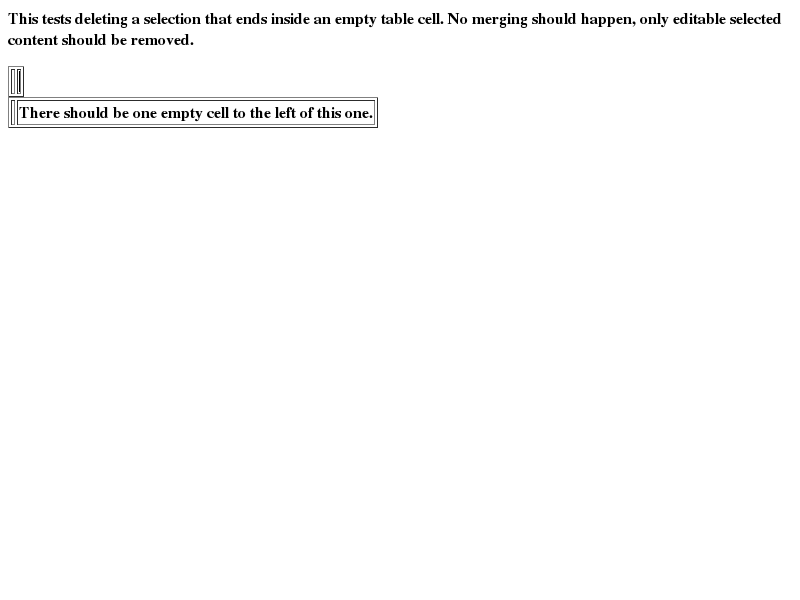 This tests deleting a selection that ends inside an empty table cell. No merging should happen, only editable selected
content should be removed.
There should be one empty cell to the left of this one.